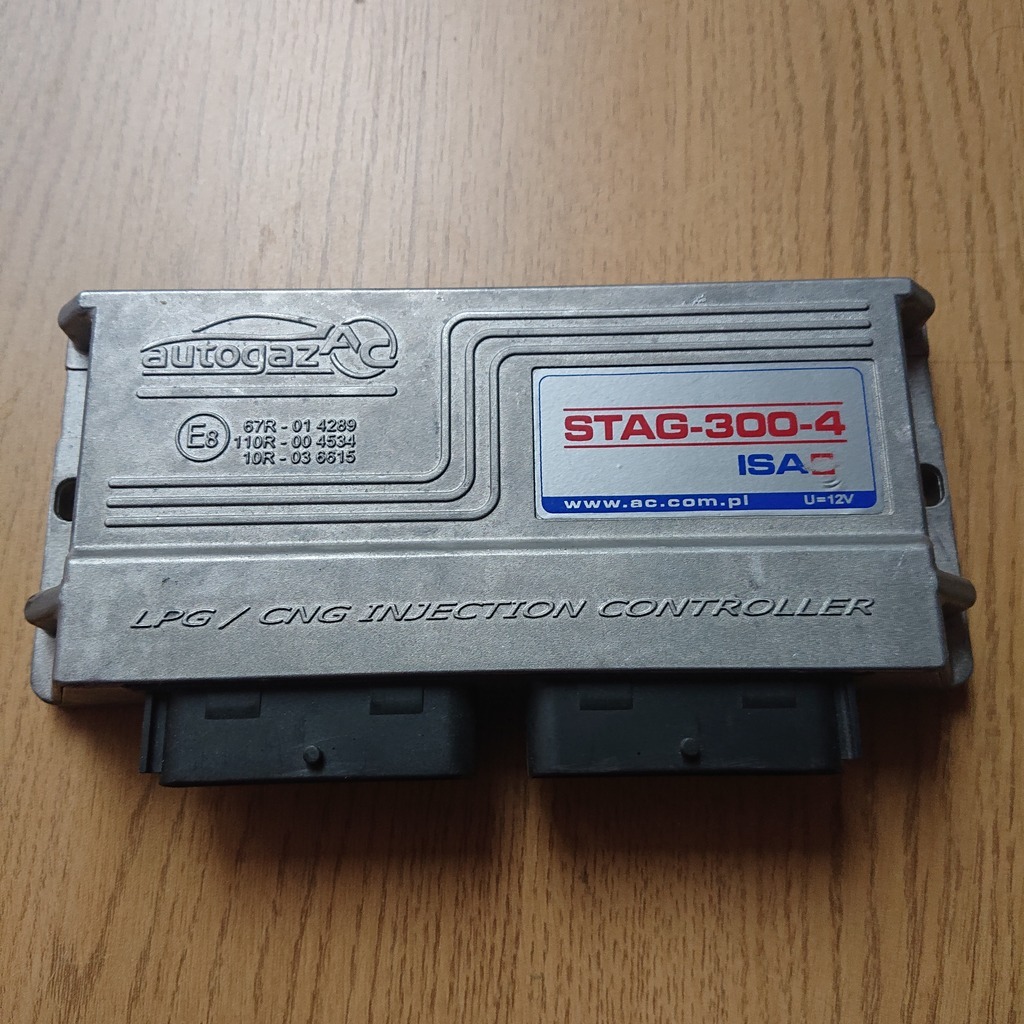 autogaz AC
E8
67R - 01 4289
110R - 00 4534
10R - 03 6615
STAG-300-4
ISA
www.ac.com.pl U=12V
LPG / CNG INJECTION CONTROLLER